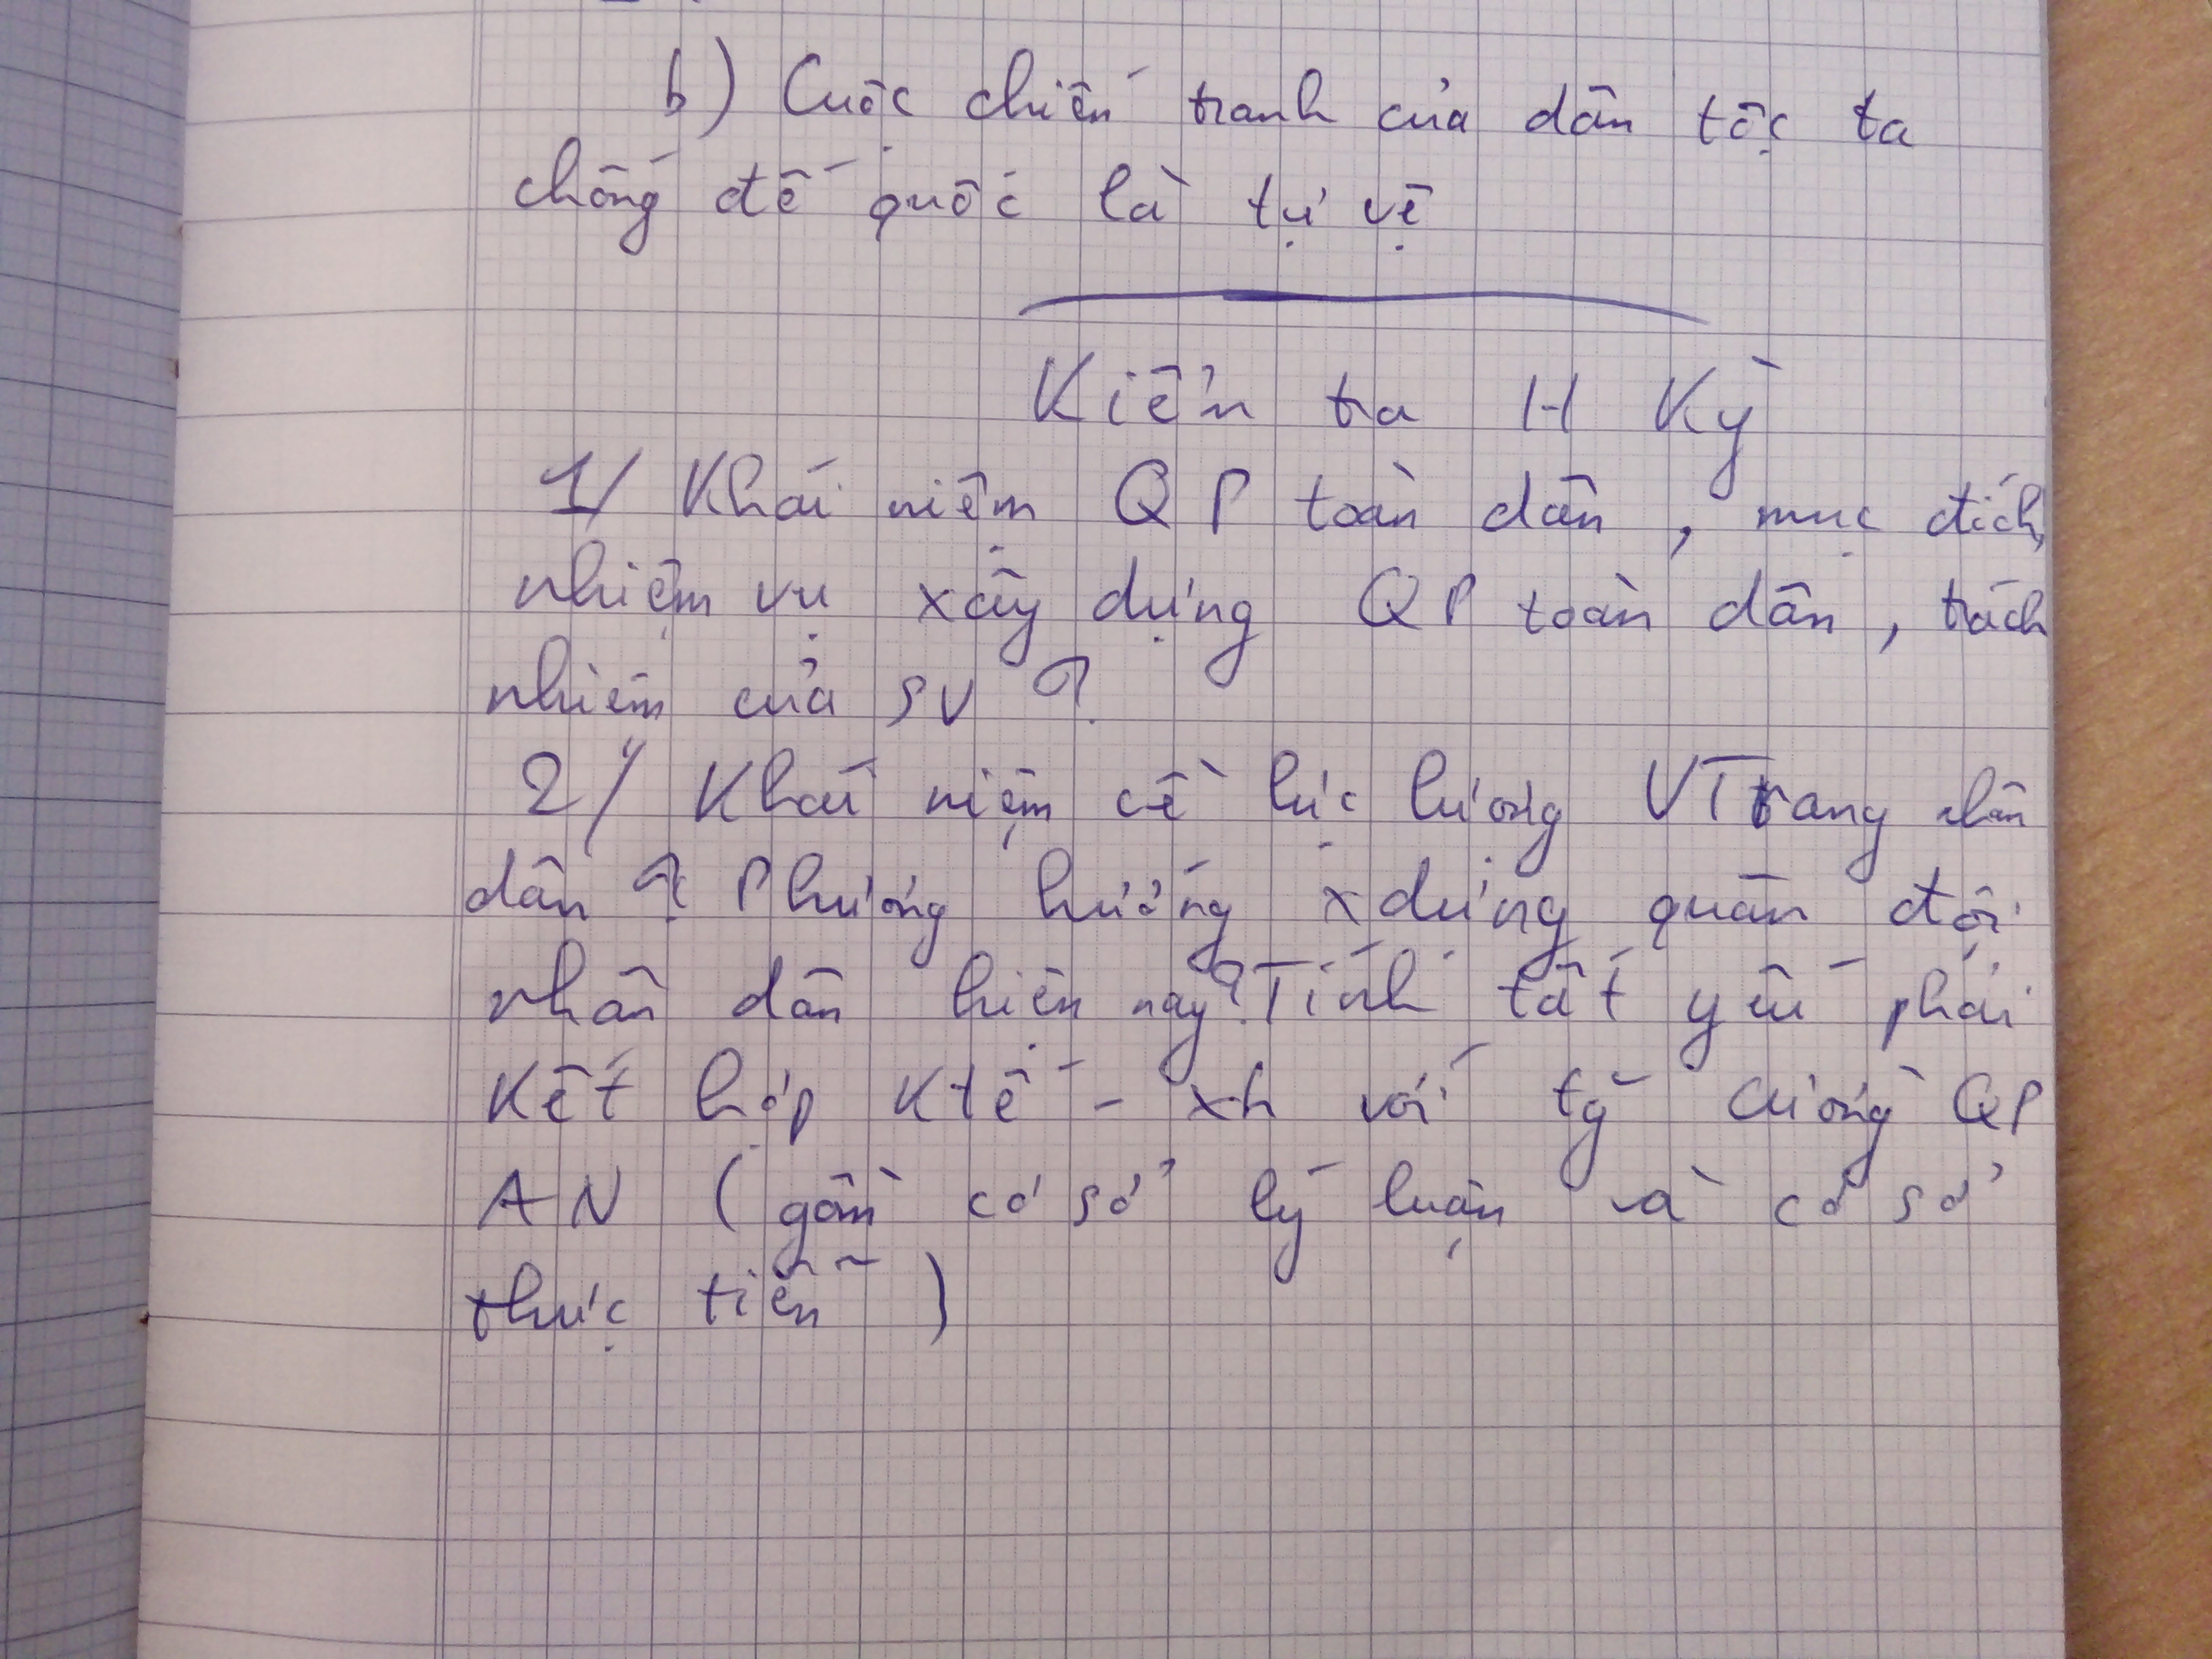 b) Cuộc chiến tranh của dân tộc ta
chống đế quốc là tự vệ
Kiển tra H Kỳ
1/ Khái niệm QP toàn dân, mục đích,
nhiệm vụ xây dựng QP toàn dân, trách
nhiệm của SV ?
2/ Khái niệm về lực lượng VTrang nhân
dân ? Phương hướng xdựng quân đội
nhân dân hiện nay? Tính tất yếu phải
kết hợp Ktế - xh với tg cường QP
AN (gồm cơ sở lý luận và cơ sở
thực tiễn)